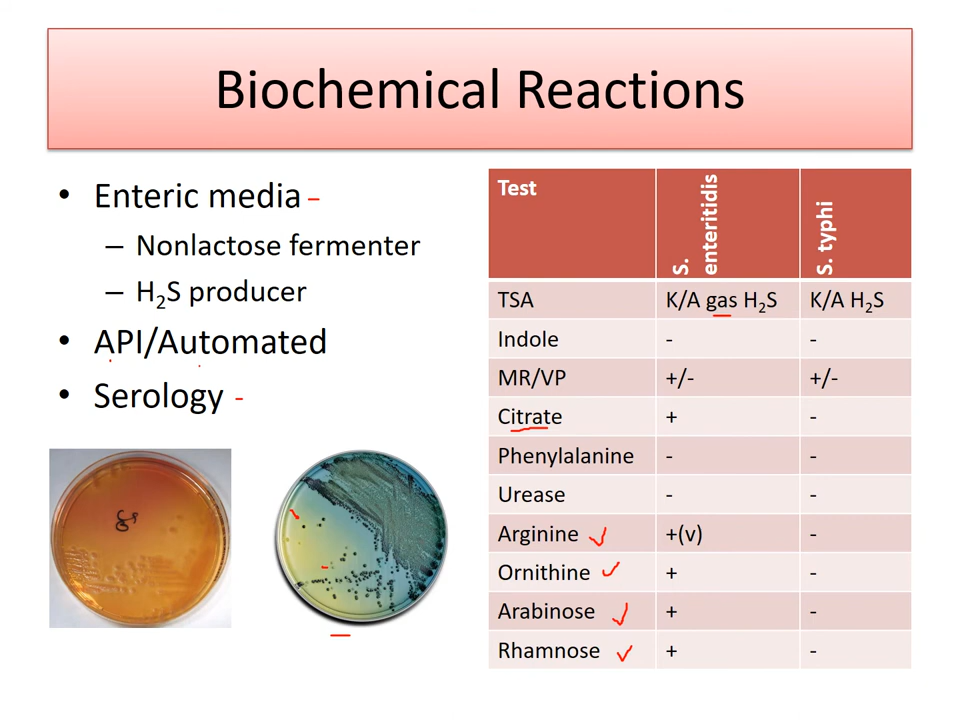 Biochemical Reactions
• Enteric media
– Nonlactose fermenter
– H₂S producer
• API/Automated
• Serology
Test S. enteritidis S. typhi
TSA K/A gas H₂S K/A H₂S
Indole - -
MR/VP +/- +/-
Citrate + -
Phenylalanine - -
Urease - -
Arginine +(v) -
Ornithine + -
Arabinose + -
Rhamnose + -